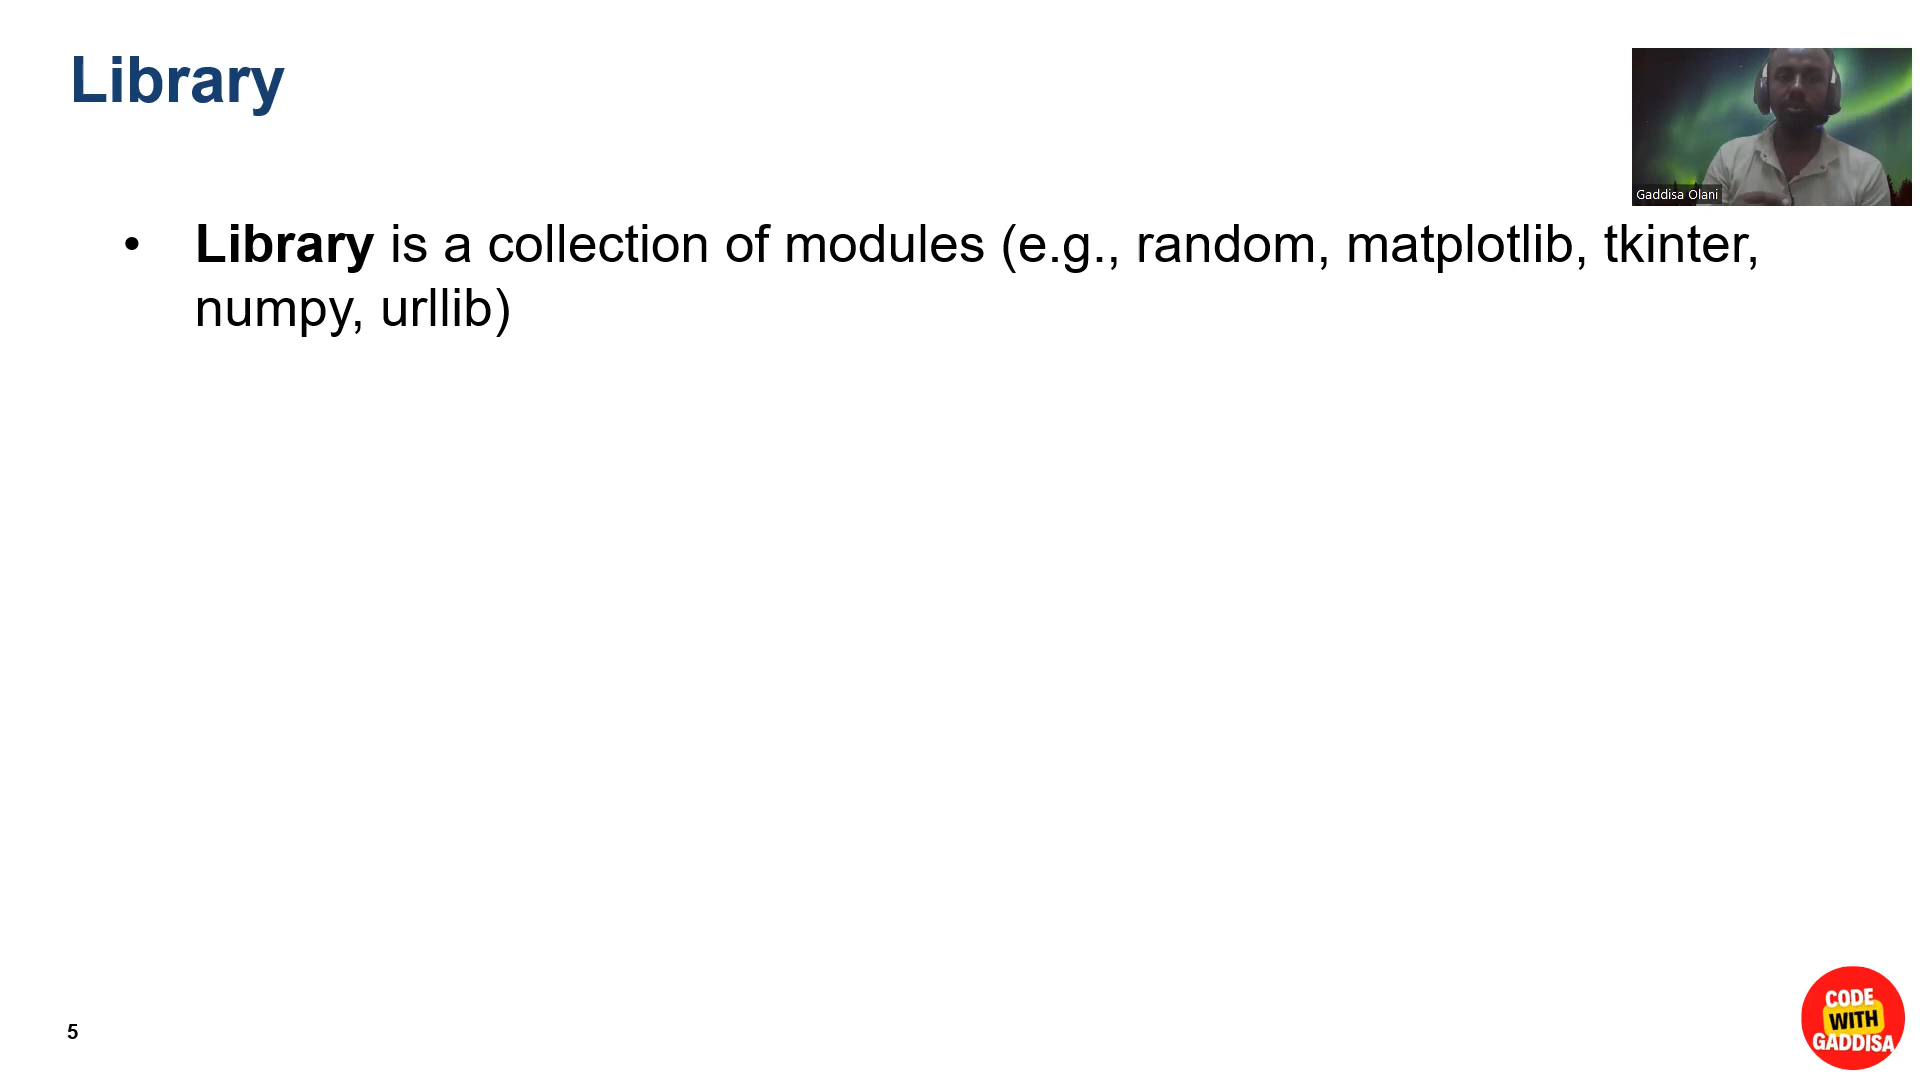 Library
Gaddisa Olani
• Library is a collection of modules (e.g., random, matplotlib, tkinter,
numpy, urllib)
5
CODE
WITH
GADDISA